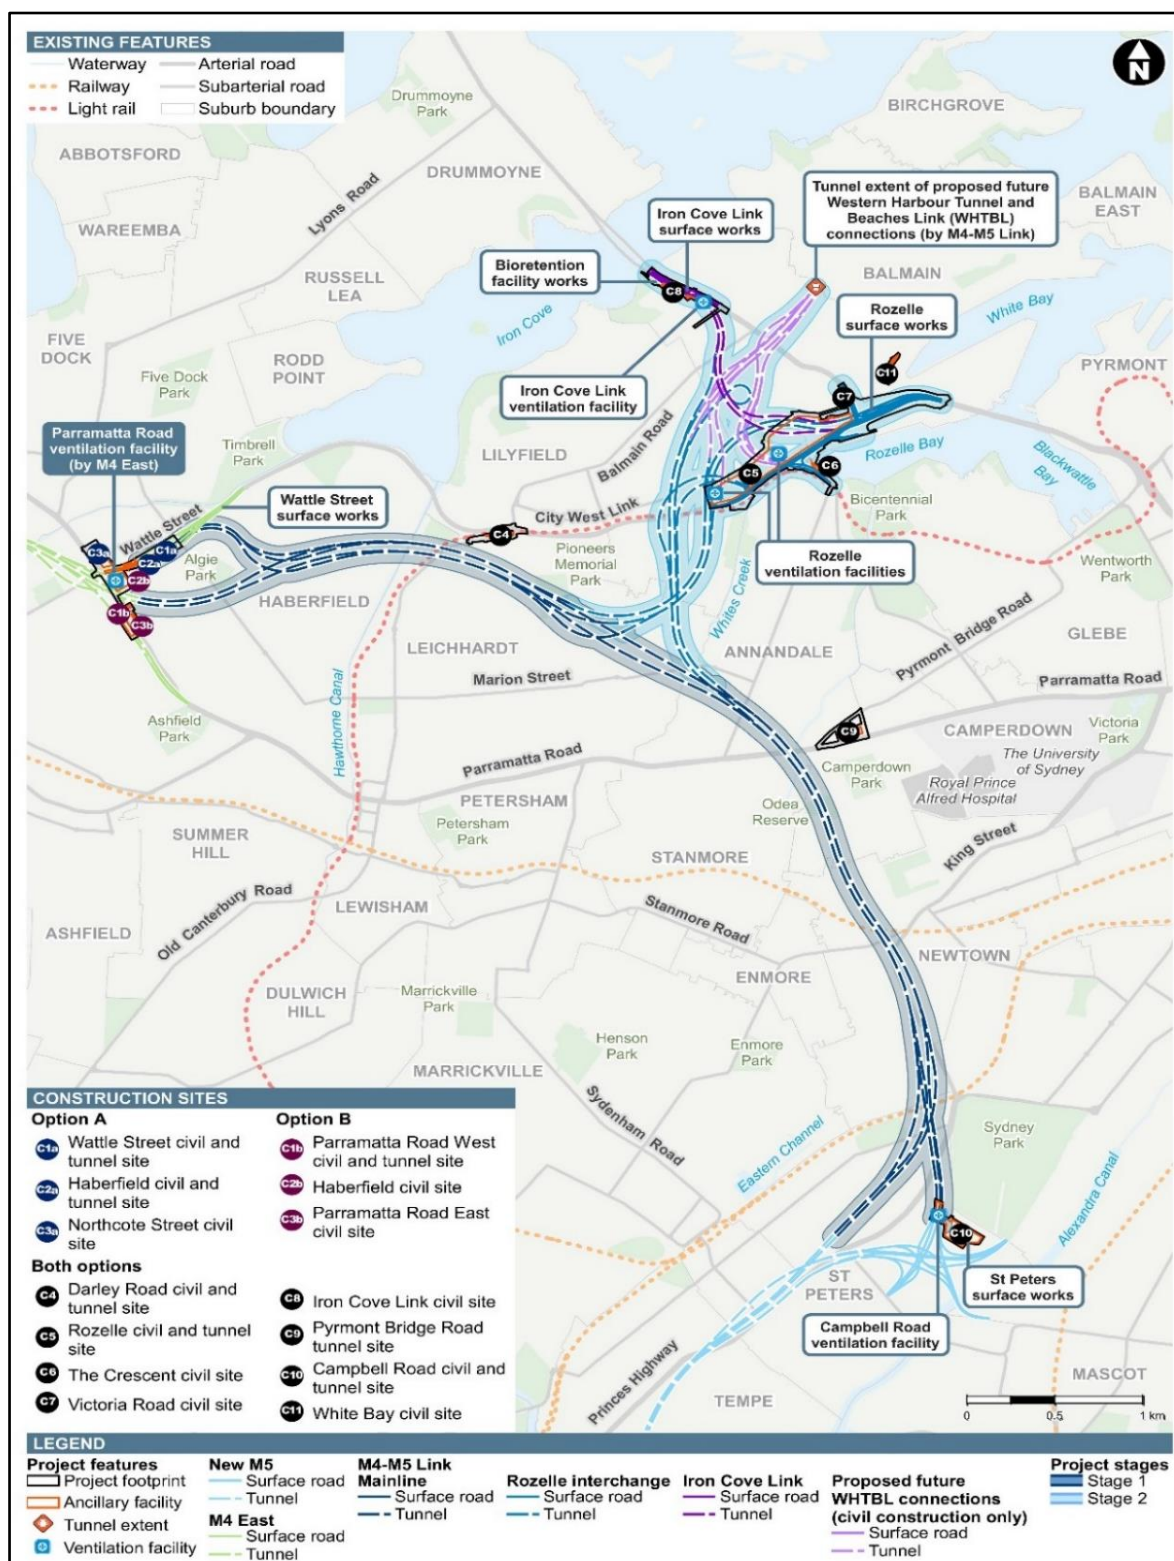 EXISTING FEATURES
Waterway
Arterial road
Railway
Subarterial road
Light rail
Suburb boundary
N
Drummoyne
Park
BIRCHGROVE
ABBOTSFORD
DRUMMOYNE
Lyons Road
WAREEMBA
Iron Cove Link
surface works
Tunnel extent of proposed future
Western Harbour Tunnel and
Beaches Link (WHTBL)
connections (by M4-M5 Link)
BALMAIN
EAST
RUSSELL
LEA
Bioretention
facility works
C8
BALMAIN
Iron Cove
White Bay
Rozelle
surface works
FIVE
DOCK
RODD
POINT
C11
PYRMONT
Five Dock
Park
Iron Cove Link
ventilation facility
C7
Parramatta Road
ventilation facility
(by M4 East)
Timbrell
Park
LILYFIELD
Balmain Road
Rozelle Bay
Blackwattle
Bay
C5
C6
Wattle Street
surface works
City West Link
Bicentennial
Park
Wattle Street
C3a
C1a
C2a
C4
Algie
Park
Pioneers
Memorial
Park
Rozelle
ventilation facilities
Wentworth
Park
C2b
HABERFIELD
Whites Creek
C1b
C3b
LEICHHARDT
ANNANDALE
Pyrmont Bridge Road
GLEBE
Marion Street
Parramatta Road
Hawthorne Canal
Ashfield
Park
C9
CAMPERDOWN
Victoria
Park
The University
of Sydney
Parramatta Road
Camperdown
Park
Royal Prince
Alfred Hospital
PETERSHAM
Odea
Reserve
SUMMER
HILL
Petersham
Park
King Street
STANMORE
Old Canterbury Road
LEWISHAM
Stanmore Road
ASHFIELD
NEWTOWN
ENMORE
DULWICH
HILL
Marrickville
Park
Henson
Park
Enmore
Park
MARRICKVILLE
Sydenham Road
Sydney
Park
Eastern Channel
Alexandra Canal
C10
ST
PETERS
St Peters
surface works
Campbell Road
ventilation facility
Princes Highway
MASCOT
TEMPE
0 0.5 1 km
CONSTRUCTION SITES
Option A
C1a Wattle Street civil and
tunnel site
C2a Haberfield civil and
tunnel site
C3a Northcote Street civil
site
Option B
C1b Parramatta Road West
civil and tunnel site
C2b Haberfield civil site
C3b Parramatta Road East
civil site
Both options
C4 Darley Road civil and
tunnel site
C5 Rozelle civil and tunnel
site
C6 The Crescent civil site
C7 Victoria Road civil site
C8 Iron Cove Link civil site
C9 Pyrmont Bridge Road
tunnel site
C10 Campbell Road civil and
tunnel site
C11 White Bay civil site
LEGEND
Project features
Project footprint
Ancillary facility
Tunnel extent
Ventilation facility
New M5
Surface road
Tunnel
M4 East
Surface road
Tunnel
M4-M5 Link
Mainline
Surface road
Tunnel
Rozelle interchange
Surface road
Tunnel
Iron Cove Link
Surface road
Tunnel
Proposed future
WHTBL connections
(civil construction only)
Surface road
Tunnel
Project stages
Stage 1
Stage 2